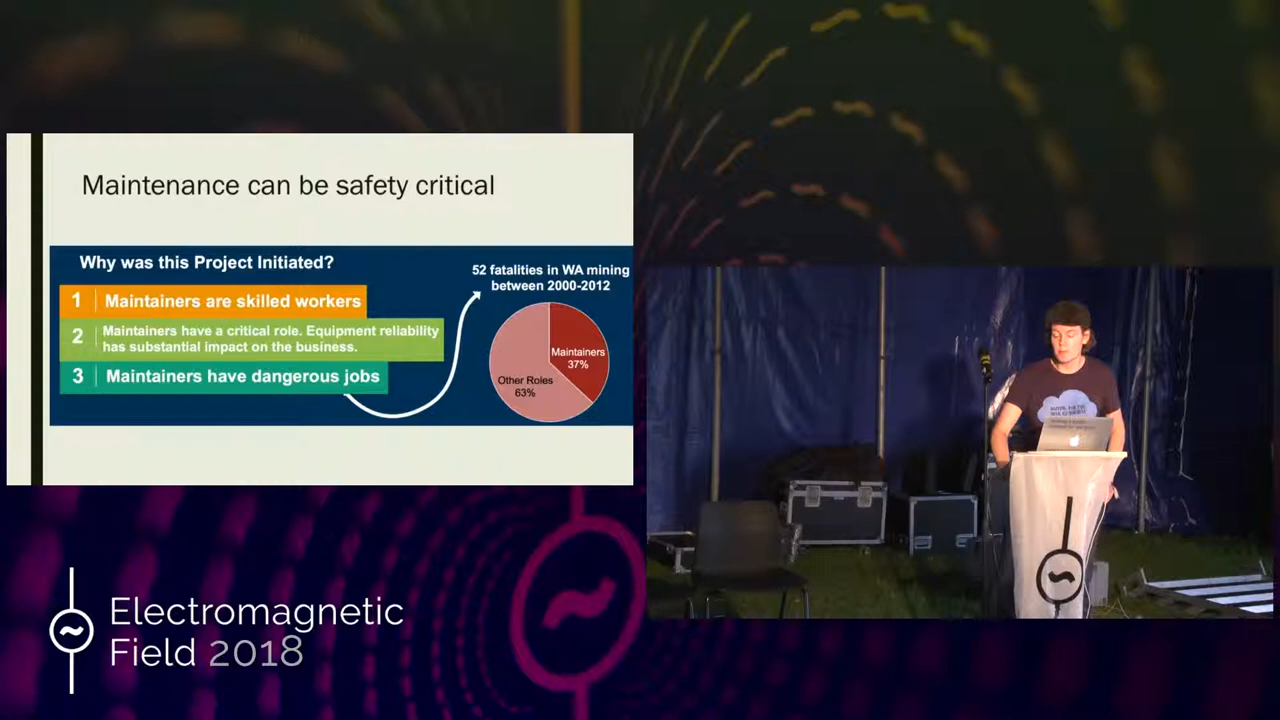 Maintenance can be safety critical
Why was this Project Initiated?
1 Maintainers are skilled workers
2 Maintainers have a critical role. Equipment reliability
has substantial impact on the business.
3 Maintainers have dangerous jobs
52 fatalities in WA mining
between 2000-2012
Maintainers
37%
Other Roles
63%
Electromagnetic
Field 2018